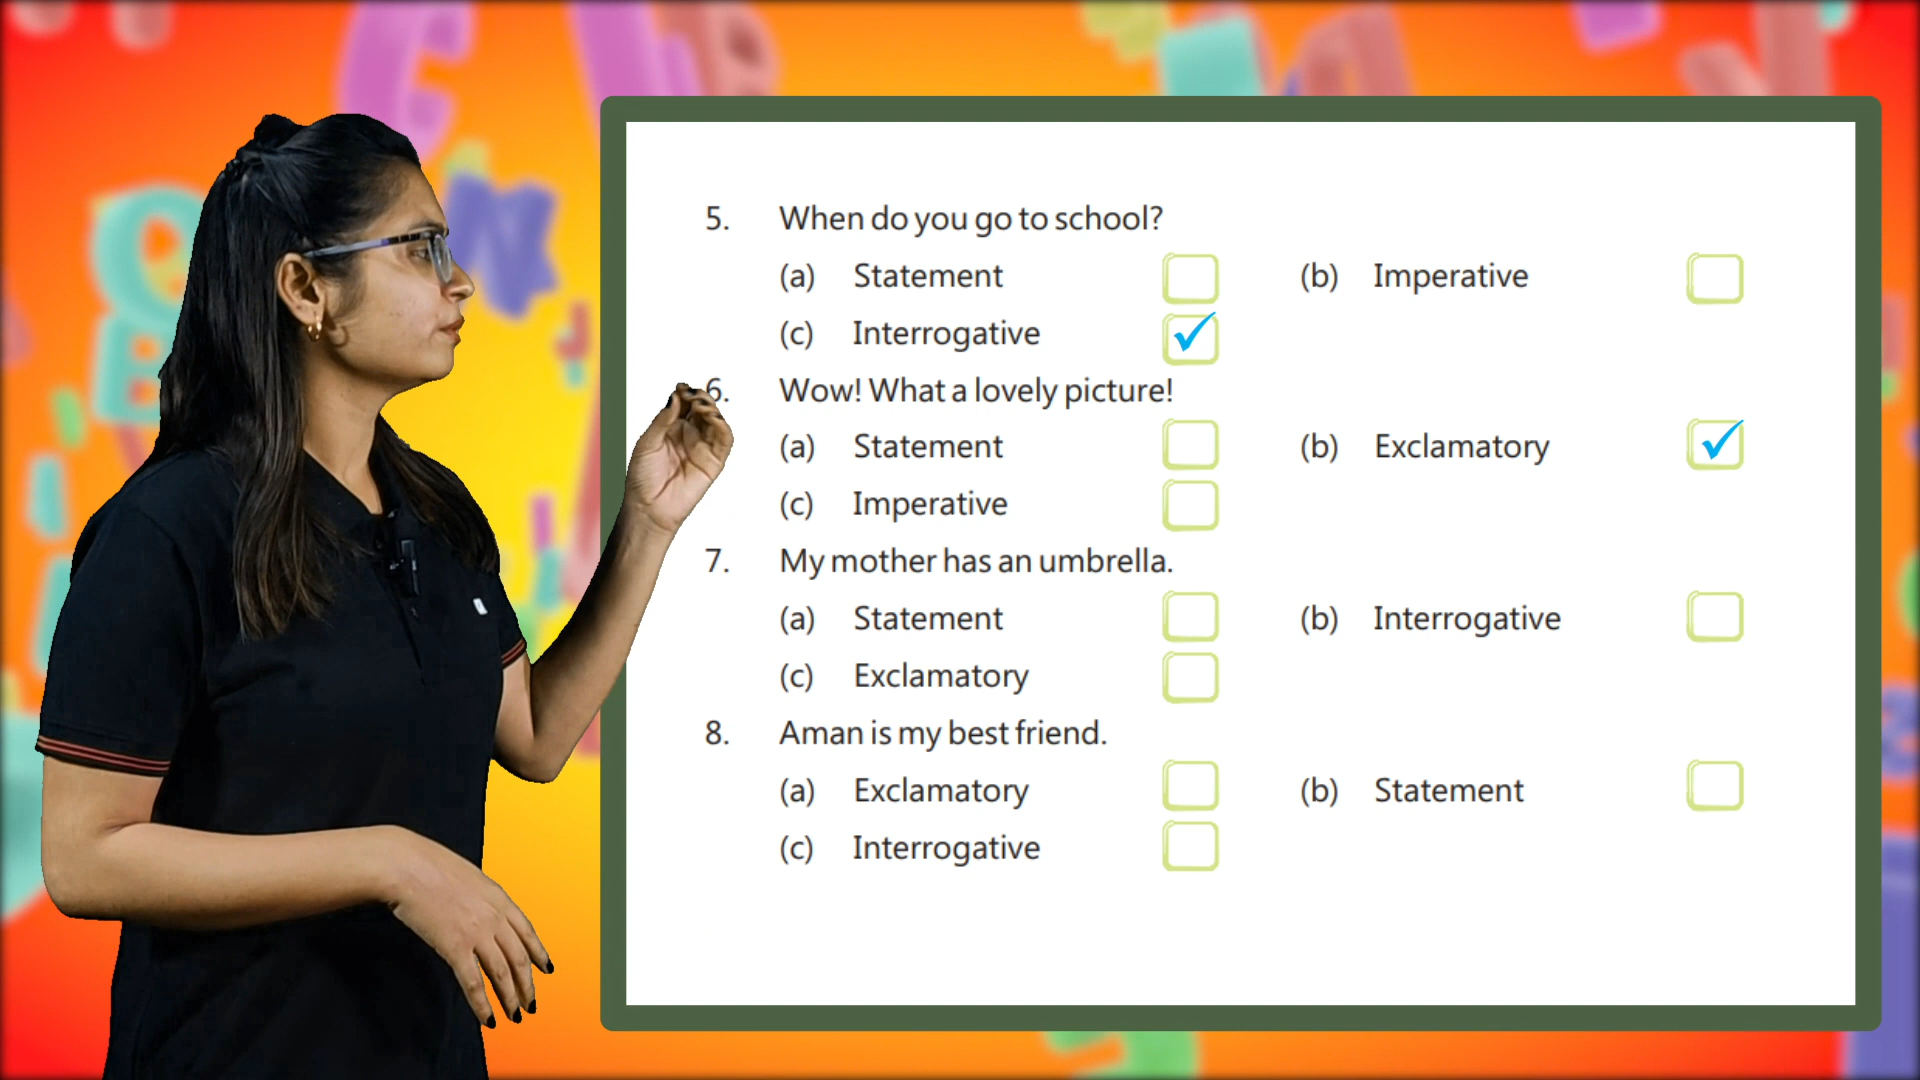 5. When do you go to school?
(a) Statement (b) Imperative
(c) Interrogative
6. Wow! What a lovely picture!
(a) Statement (b) Exclamatory
(c) Imperative
7. My mother has an umbrella.
(a) Statement (b) Interrogative
(c) Exclamatory
8. Aman is my best friend.
(a) Exclamatory (b) Statement
(c) Interrogative